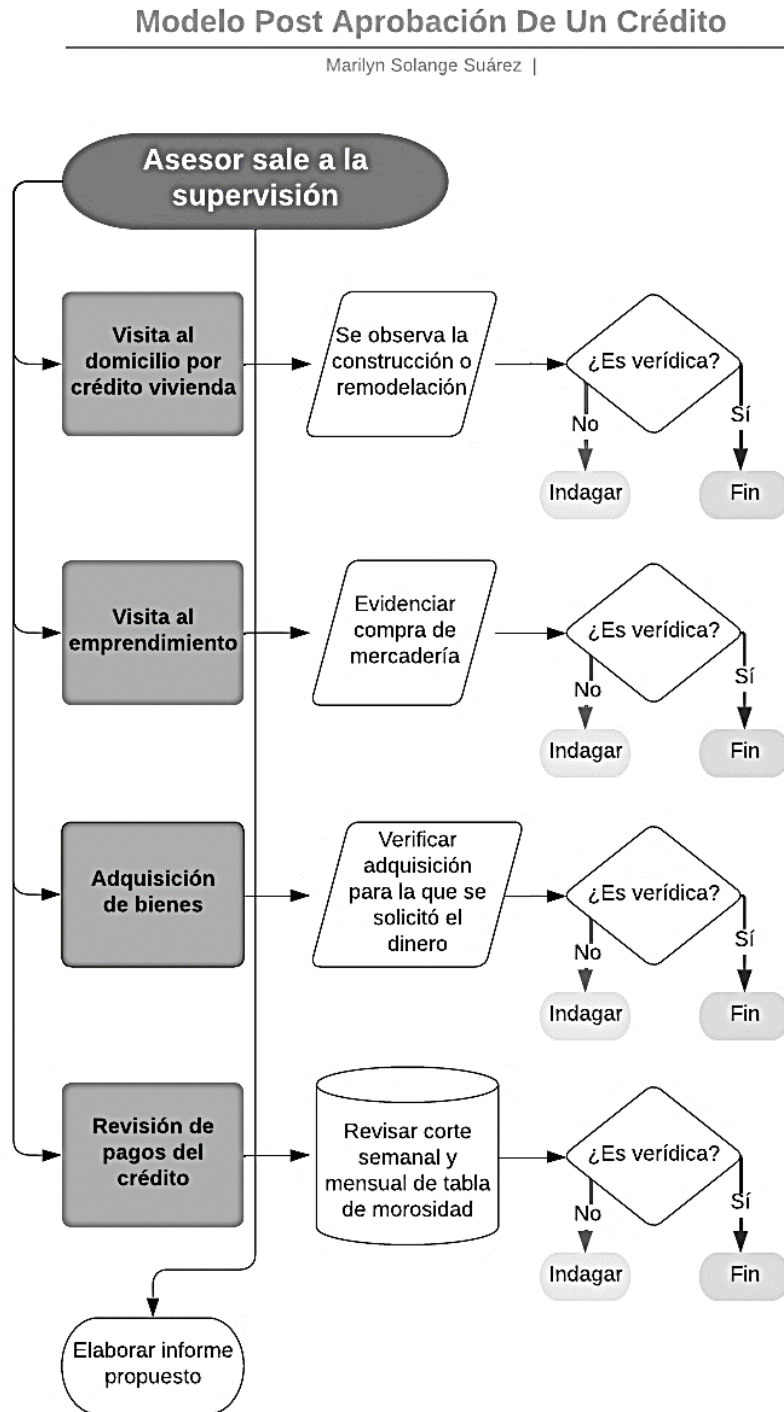 Modelo Post Aprobación De Un Crédito
Marilyn Solange Suárez |
Asesor sale a la
supervisión
Visita al
domicilio por
crédito vivienda
Se observa la
construcción o
remodelación
¿Es verídica?
No
Sí
Indagar
Fin
Visita al
emprendimiento
Evidenciar
compra de
mercadería
¿Es verídica?
No
Sí
Indagar
Fin
Adquisición
de bienes
Verificar
adquisición
para la que se
solicitó el
dinero
¿Es verídica?
No
Sí
Indagar
Fin
Revisión de
pagos del
crédito
Revisar corte
semanal y
mensual de tabla
de morosidad
¿Es verídica?
No
Sí
Indagar
Fin
Elaborar informe
propuesto